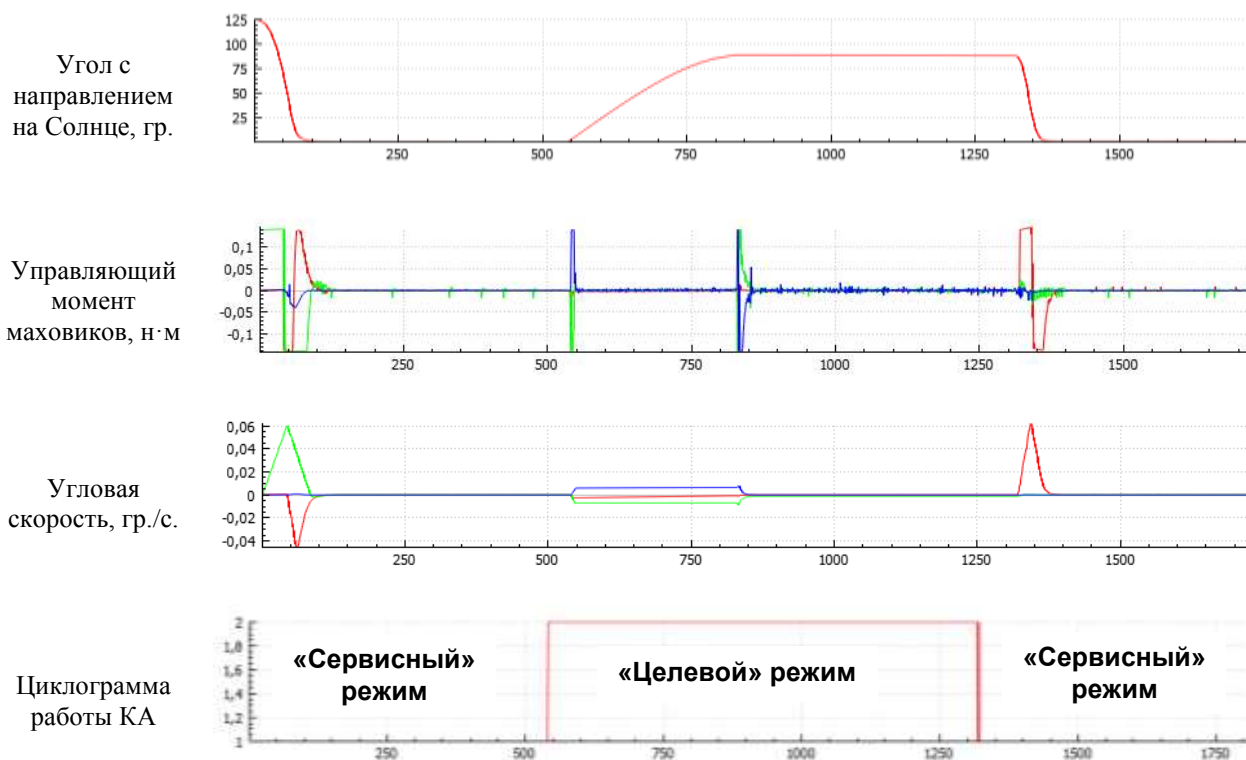 Угол с
направлением
на Солнце, гр.
125
100
75
50
25
250 500 750 1000 1250 1500
Управляющий
момент
маховиков, н·м
0,1
0,05
0
-0,05
-0,1
250 500 750 1000 1250 1500
Угловая
скорость, гр./с.
0,06
0,04
0,02
0
-0,02
-0,04
250 500 750 1000 1250 1500
Циклограмма
работы КА
2
1,8
1,6
1,4
1,2
1
«Сервисный»
режим
«Целевой» режим
«Сервисный»
режим
250 500 750 1000 1250 1500 1750